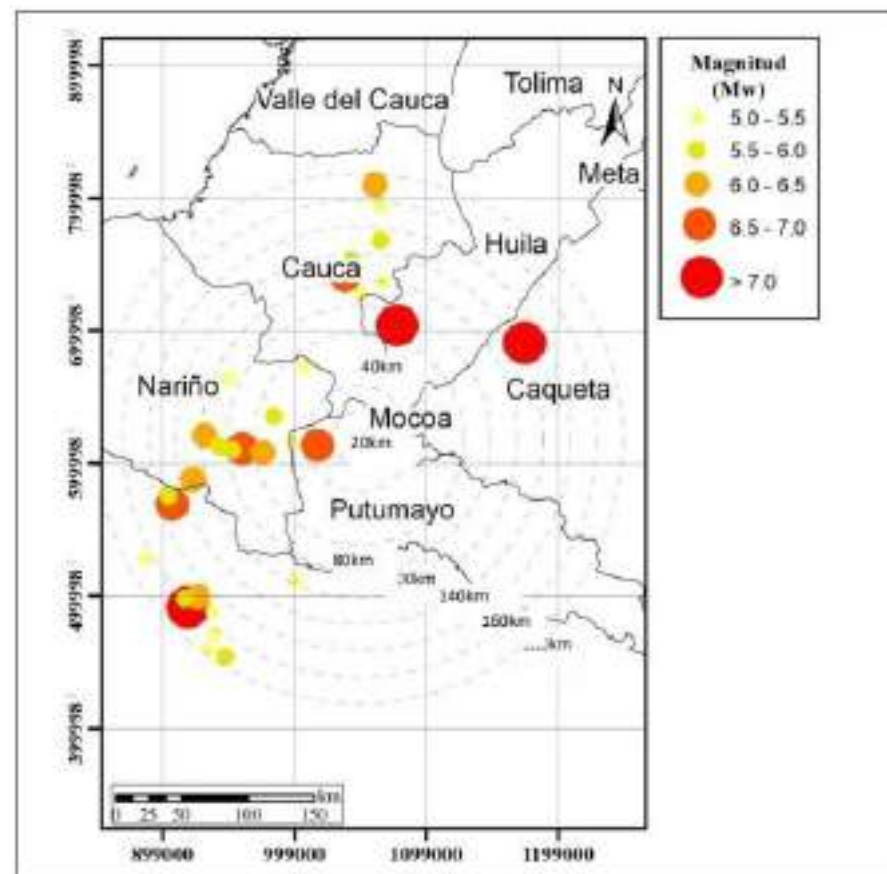 Magnitud
(Mw)
5.0 - 5.5
5.5 - 6.0
6.0 - 6.5
6.5 - 7.0
> 7.0
N
Tolima
Valle del Cauca
Meta
Huila
Cauca
40km
Caqueta
Nariño
Mocoa
20km
Putumayo
80km
140km
160km
km
0 25 50 100 150
899998
799998
699998
599998
499998
399998
899000
999000
1099000
1199000